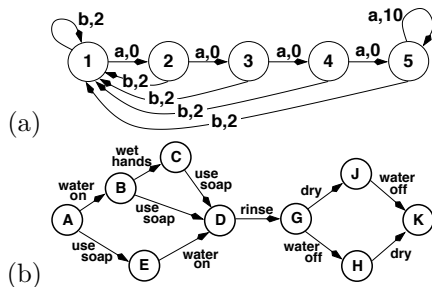 b,2
a,10
1 a,0 2 a,0 3 a,0 4 a,0 5
b,2
b,2
b,2
b,2
(a)
wet
hands
C
J
water
on
B
use
soap
dry
water
off
A
use
soap
D
rinse
G
K
use
soap
E
water
on
water
off
H
dry
(b)